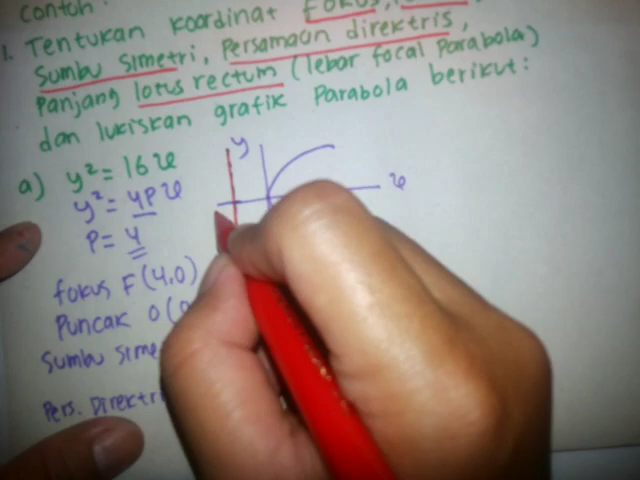 Contoh:
1. Tentukan koordinat Fokus,
Sumbu Simetri, Persamaan direktris,
Panjang lotus rectum (lebar focal Parabola)
dan lukiskan grafik Parabola berikut:
a) y² = 16x
y
y² = 4Px
x
P = 4
fokus F(4,0)
Puncak O(
Sumbu Sime
Pers. Direktri